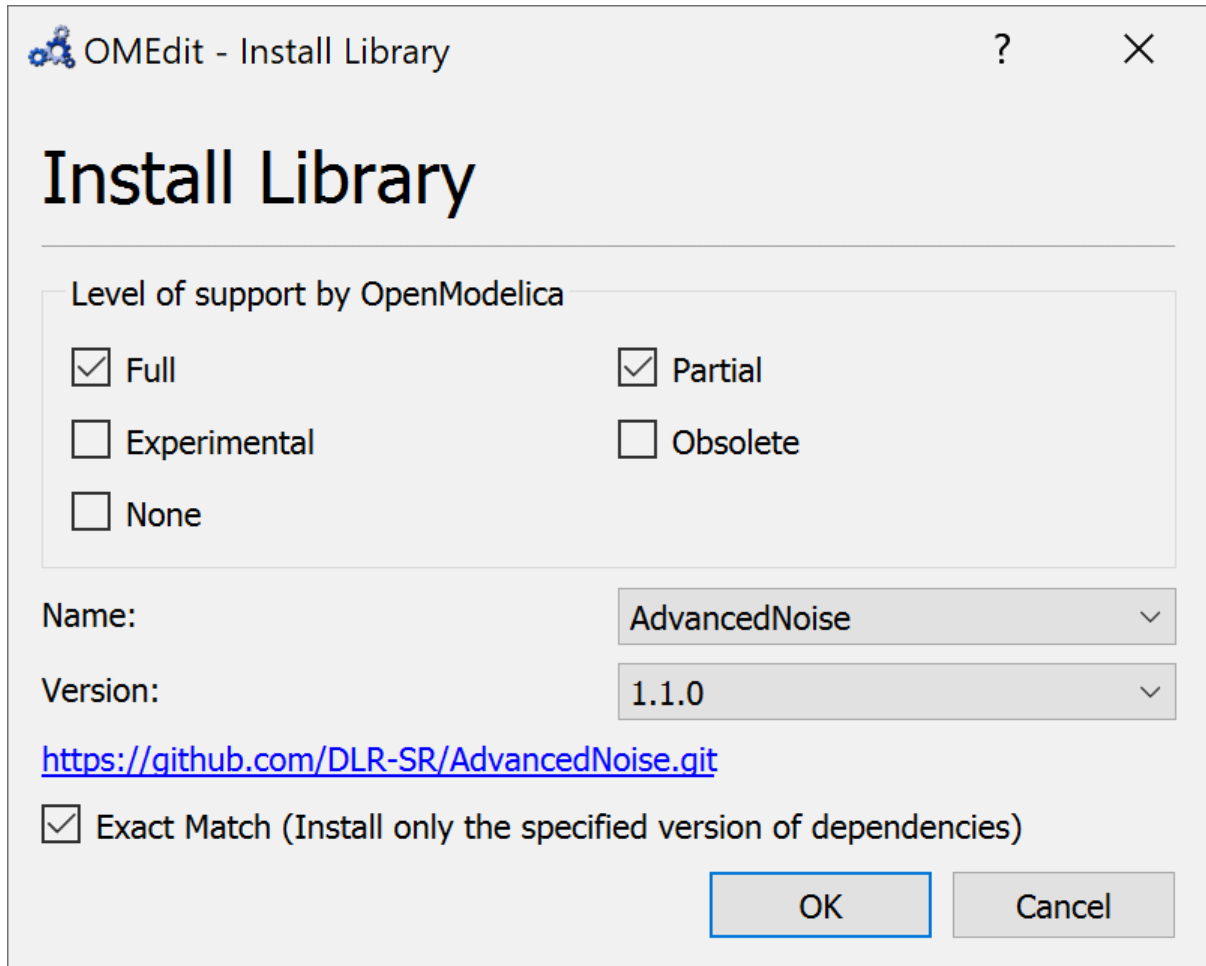 OMEdit - Install Library
?
Install Library
Level of support by OpenModelica
Full Partial
Experimental Obsolete
None
Name: AdvancedNoise
Version: 1.1.0
https://github.com/DLR-SR/AdvancedNoise.git
Exact Match (Install only the specified version of dependencies)
OK Cancel